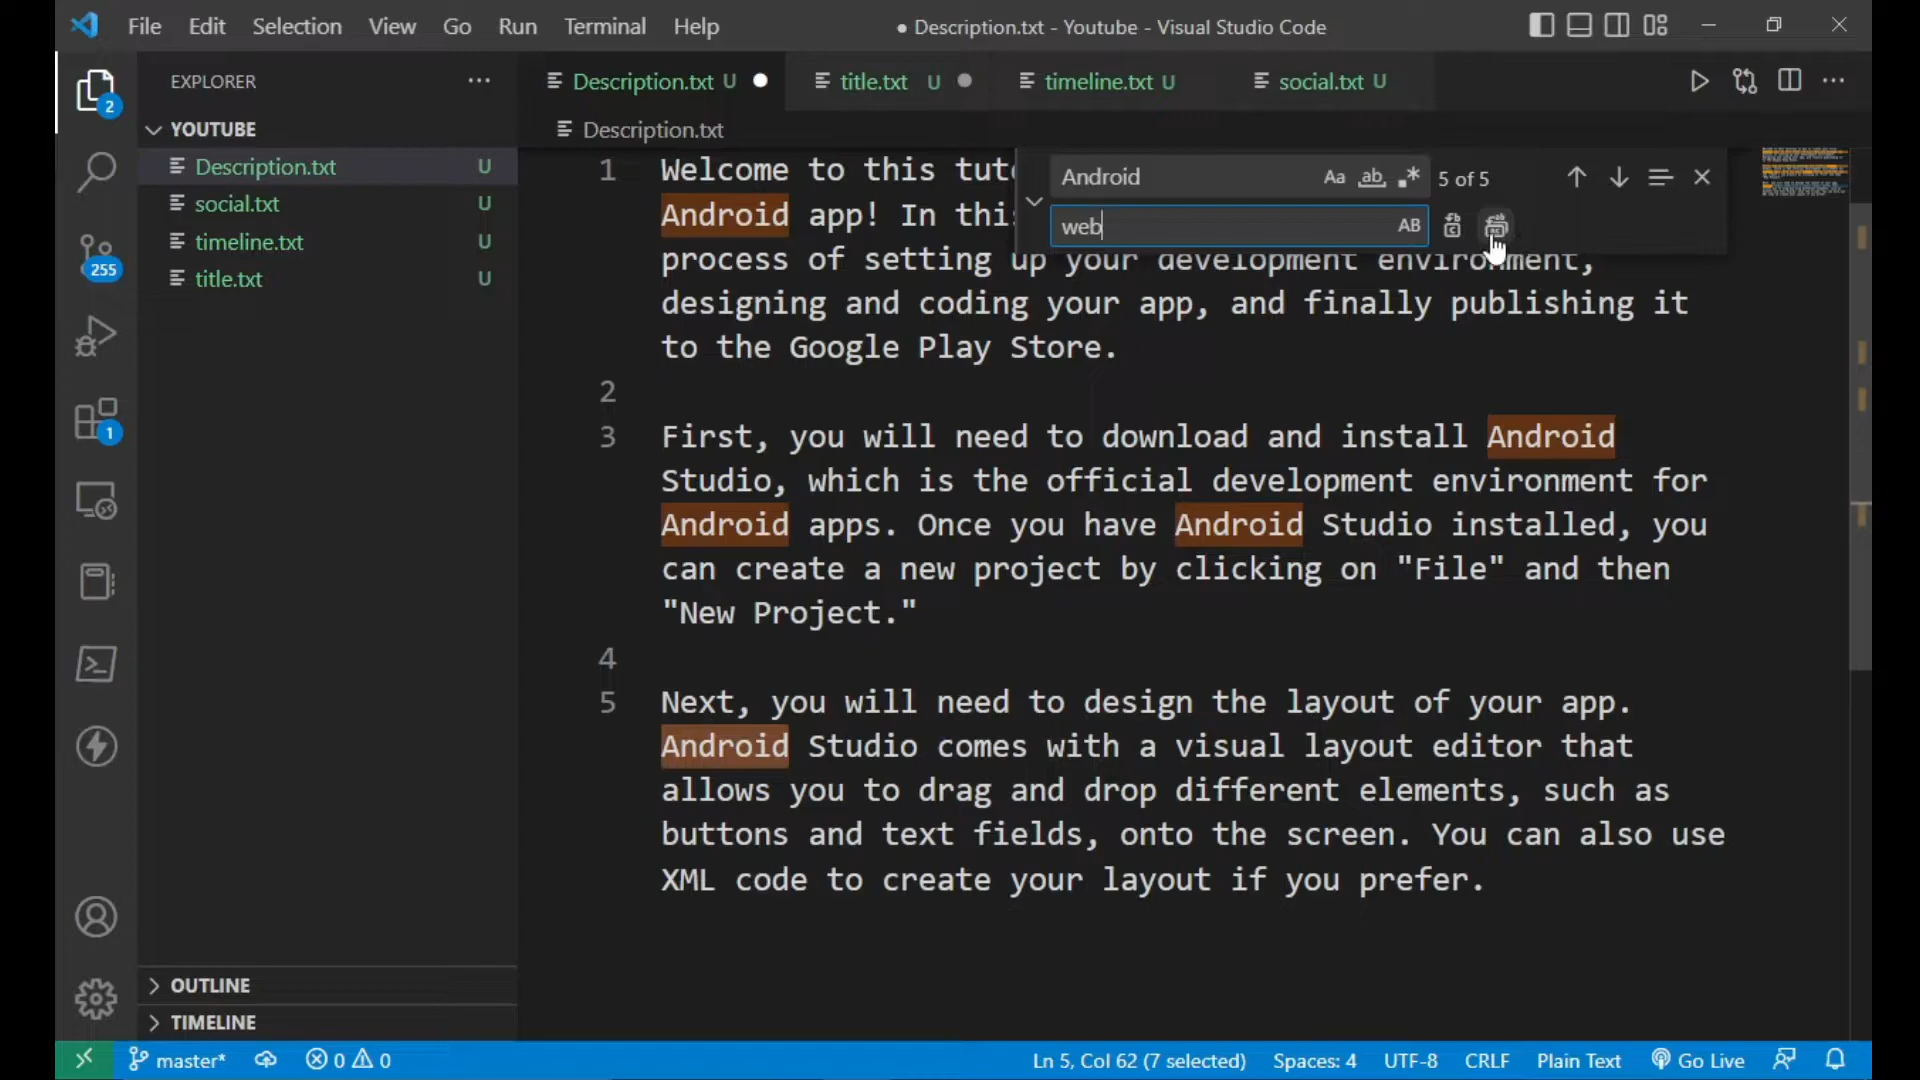 File Edit Selection View Go Run Terminal Help
● Description.txt - Youtube - Visual Studio Code
EXPLORER
Description.txt U
title.txt U
timeline.txt U
social.txt U
2
YOUTUBE
Description.txt
Description.txt U
social.txt U
timeline.txt U
title.txt U
255
1
Android
Aa ab .*
5 of 5
web
AB
1 Welcome to this tut
Android app! In thi
process of setting up your development environment,
designing and coding your app, and finally publishing it
to the Google Play Store.
2
3 First, you will need to download and install Android
Studio, which is the official development environment for
Android apps. Once you have Android Studio installed, you
can create a new project by clicking on "File" and then
"New Project."
4
5 Next, you will need to design the layout of your app.
Android Studio comes with a visual layout editor that
allows you to drag and drop different elements, such as
buttons and text fields, onto the screen. You can also use
XML code to create your layout if you prefer.
OUTLINE
TIMELINE
master* 0 0 Ln 5, Col 62 (7 selected) Spaces: 4 UTF-8 CRLF Plain Text Go Live